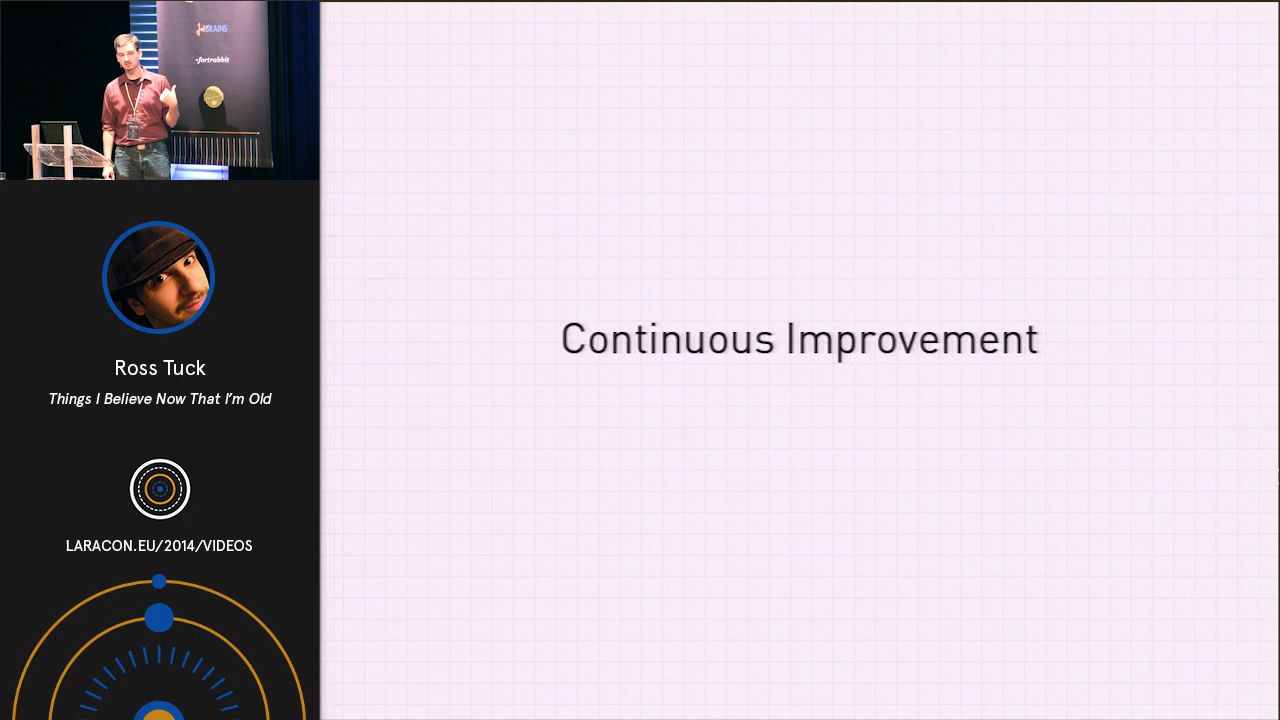 fortrabbit
Ross Tuck
Things I Believe Now That I'm Old
LARACON.EU/2014/VIDEOS
Continuous Improvement